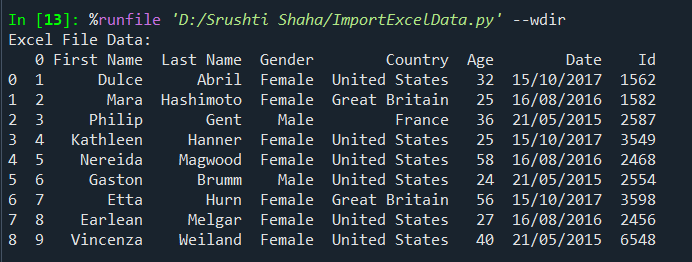 In [13]: %runfile 'D:/Srushti Shaha/ImportExcelData.py' --wdir
Excel File Data:
0 First Name Last Name Gender Country Age Date Id
0 1 Dulce Abril Female United States 32 15/10/2017 1562
1 2 Mara Hashimoto Female Great Britain 25 16/08/2016 1582
2 3 Philip Gent Male France 36 21/05/2015 2587
3 4 Kathleen Hanner Female United States 25 15/10/2017 3549
4 5 Nereida Magwood Female United States 58 16/08/2016 2468
5 6 Gaston Brumm Male United States 24 21/05/2015 2554
6 7 Etta Hurn Female Great Britain 56 15/10/2017 3598
7 8 Earlean Melgar Female United States 27 16/08/2016 2456
8 9 Vincenza Weiland Female United States 40 21/05/2015 6548